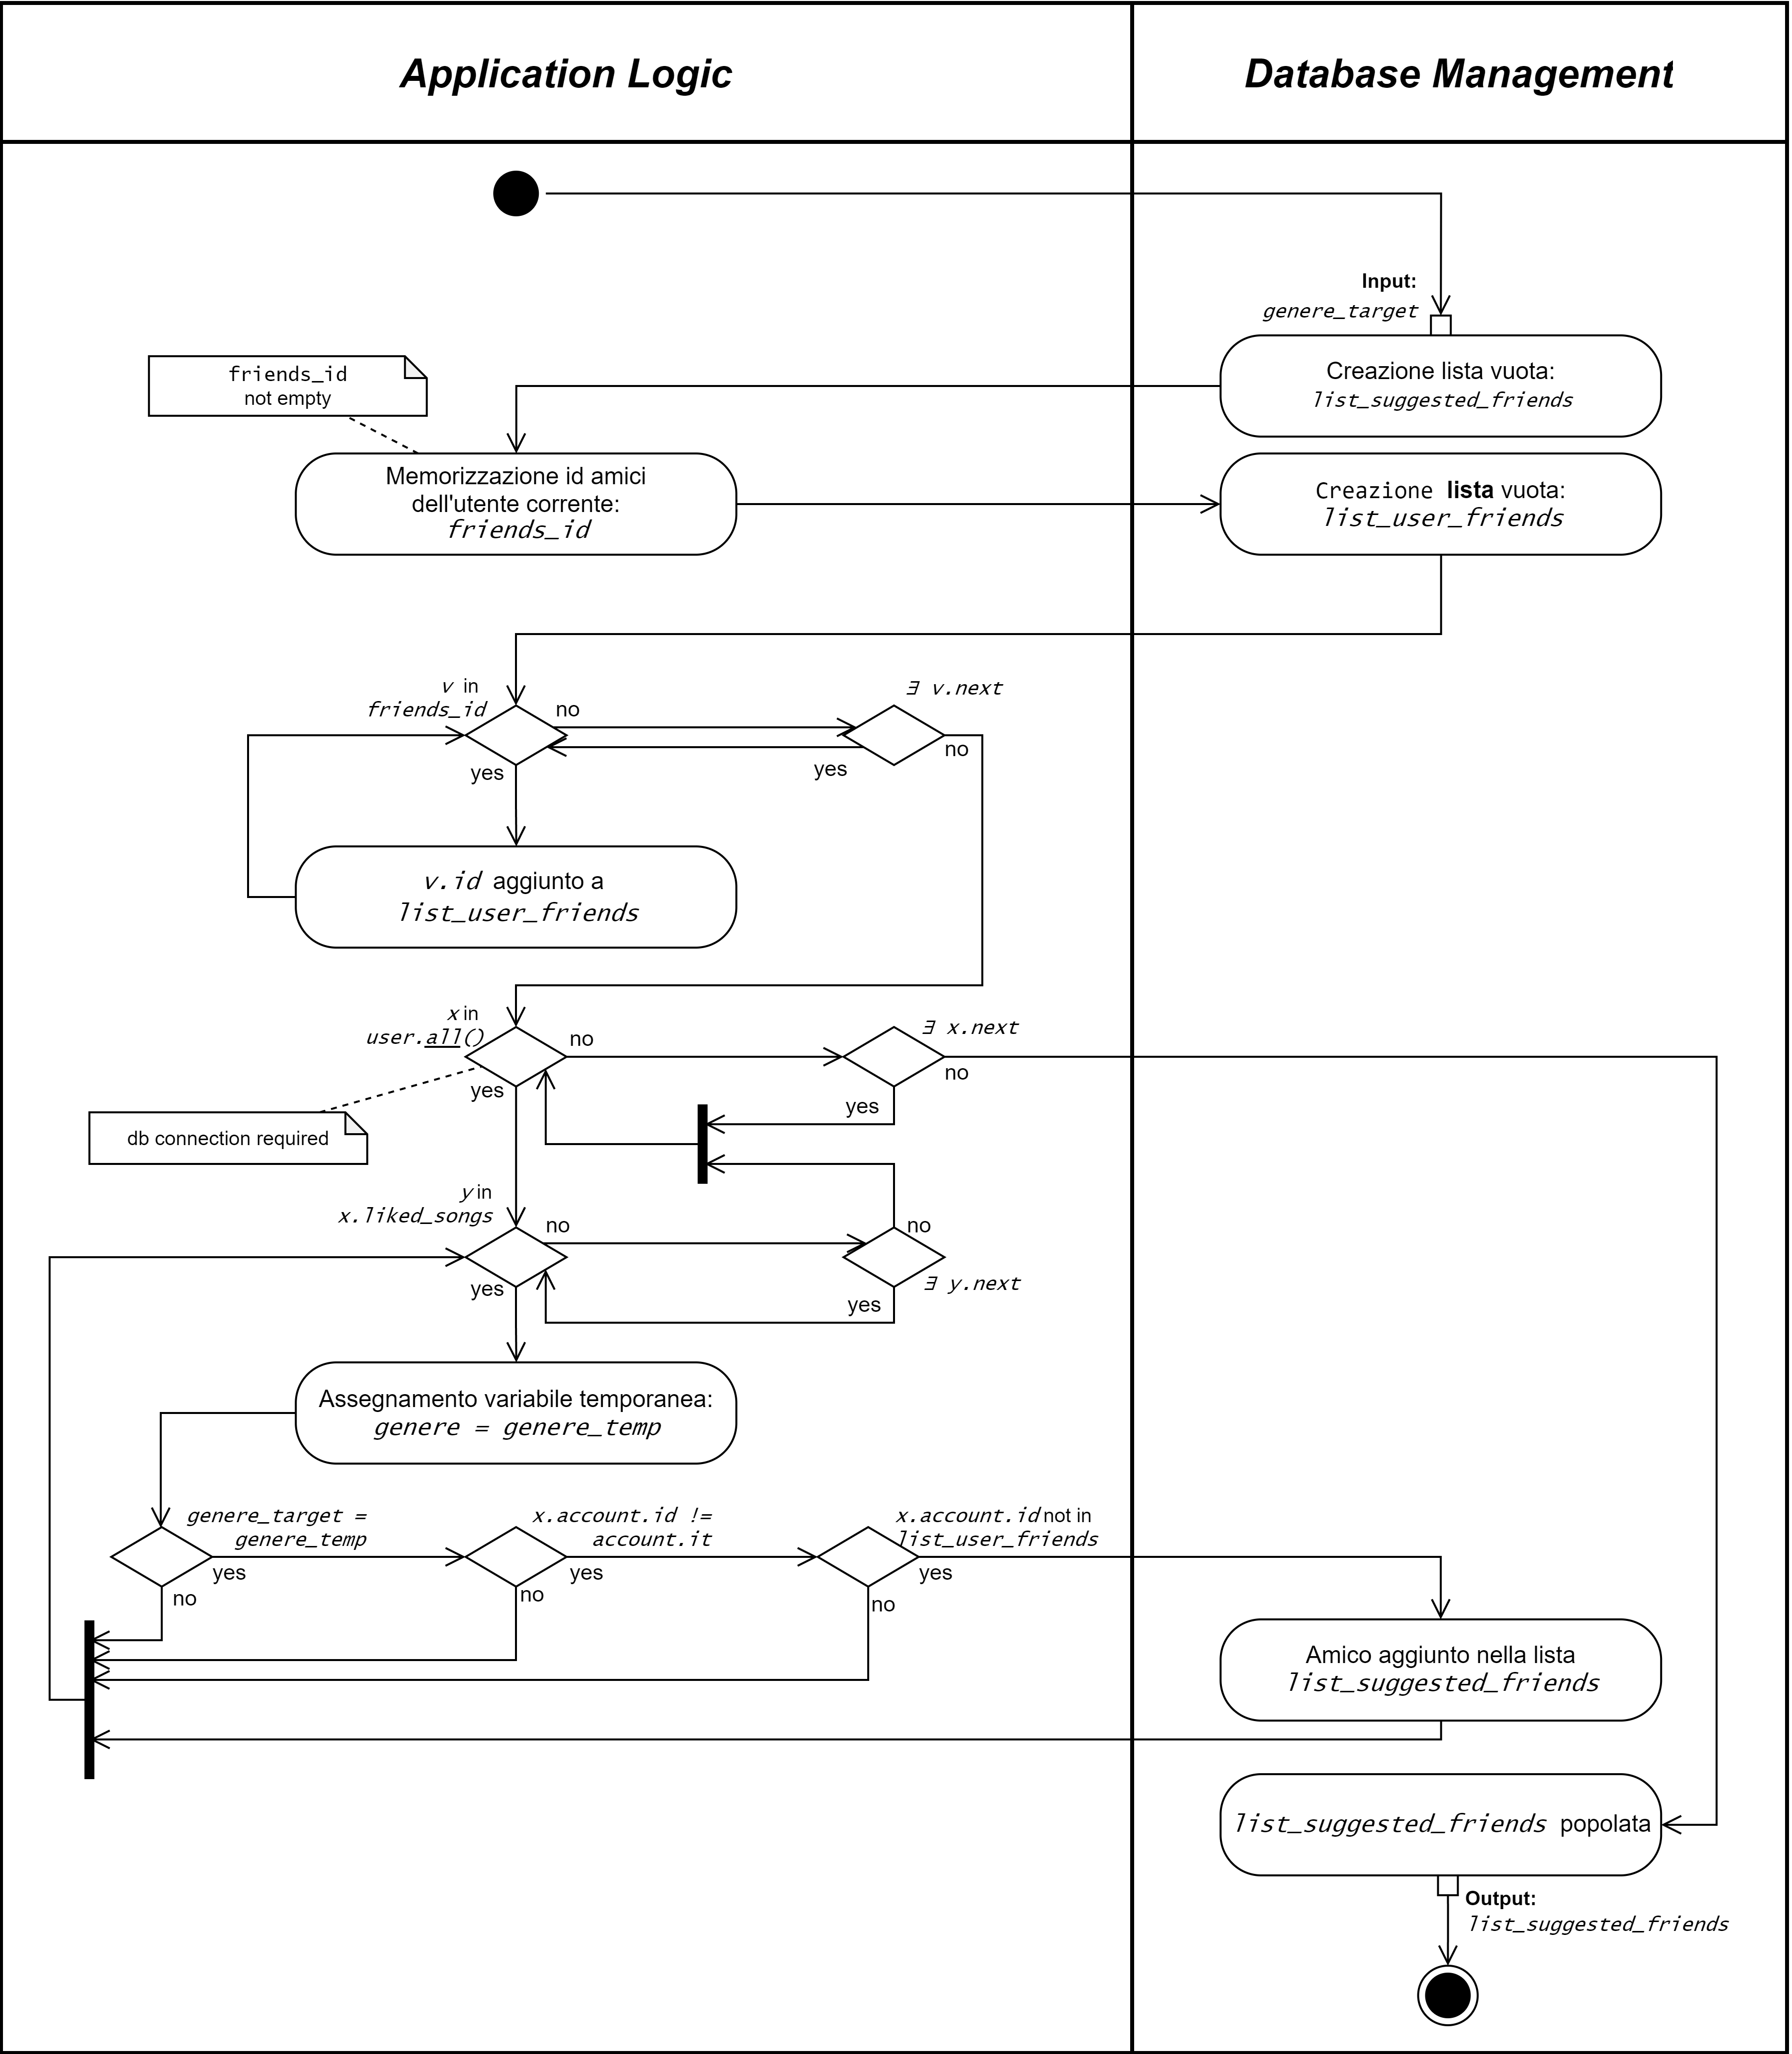 Application Logic
Database Management
Input:
genere_target
Creazione lista vuota:
list_suggested_friends
friends_id
not empty
Memorizzazione id amici
dell'utente corrente:
friends_id
Creazione lista vuota:
list_user_friends
v in
friends_id
no
yes
∃ v.next
no
yes
v.id aggiunto a
list_user_friends
x in
user.all()
no
yes
∃ x.next
no
yes
db connection required
y in
x.liked_songs
no
yes
no
∃ y.next
yes
Assegnamento variabile temporanea:
genere = genere_temp
genere_target =
genere_temp
yes
no
x.account.id !=
account.it
yes
no
x.account.id not in
list_user_friends
yes
no
Amico aggiunto nella lista
list_suggested_friends
list_suggested_friends popolata
Output:
list_suggested_friends